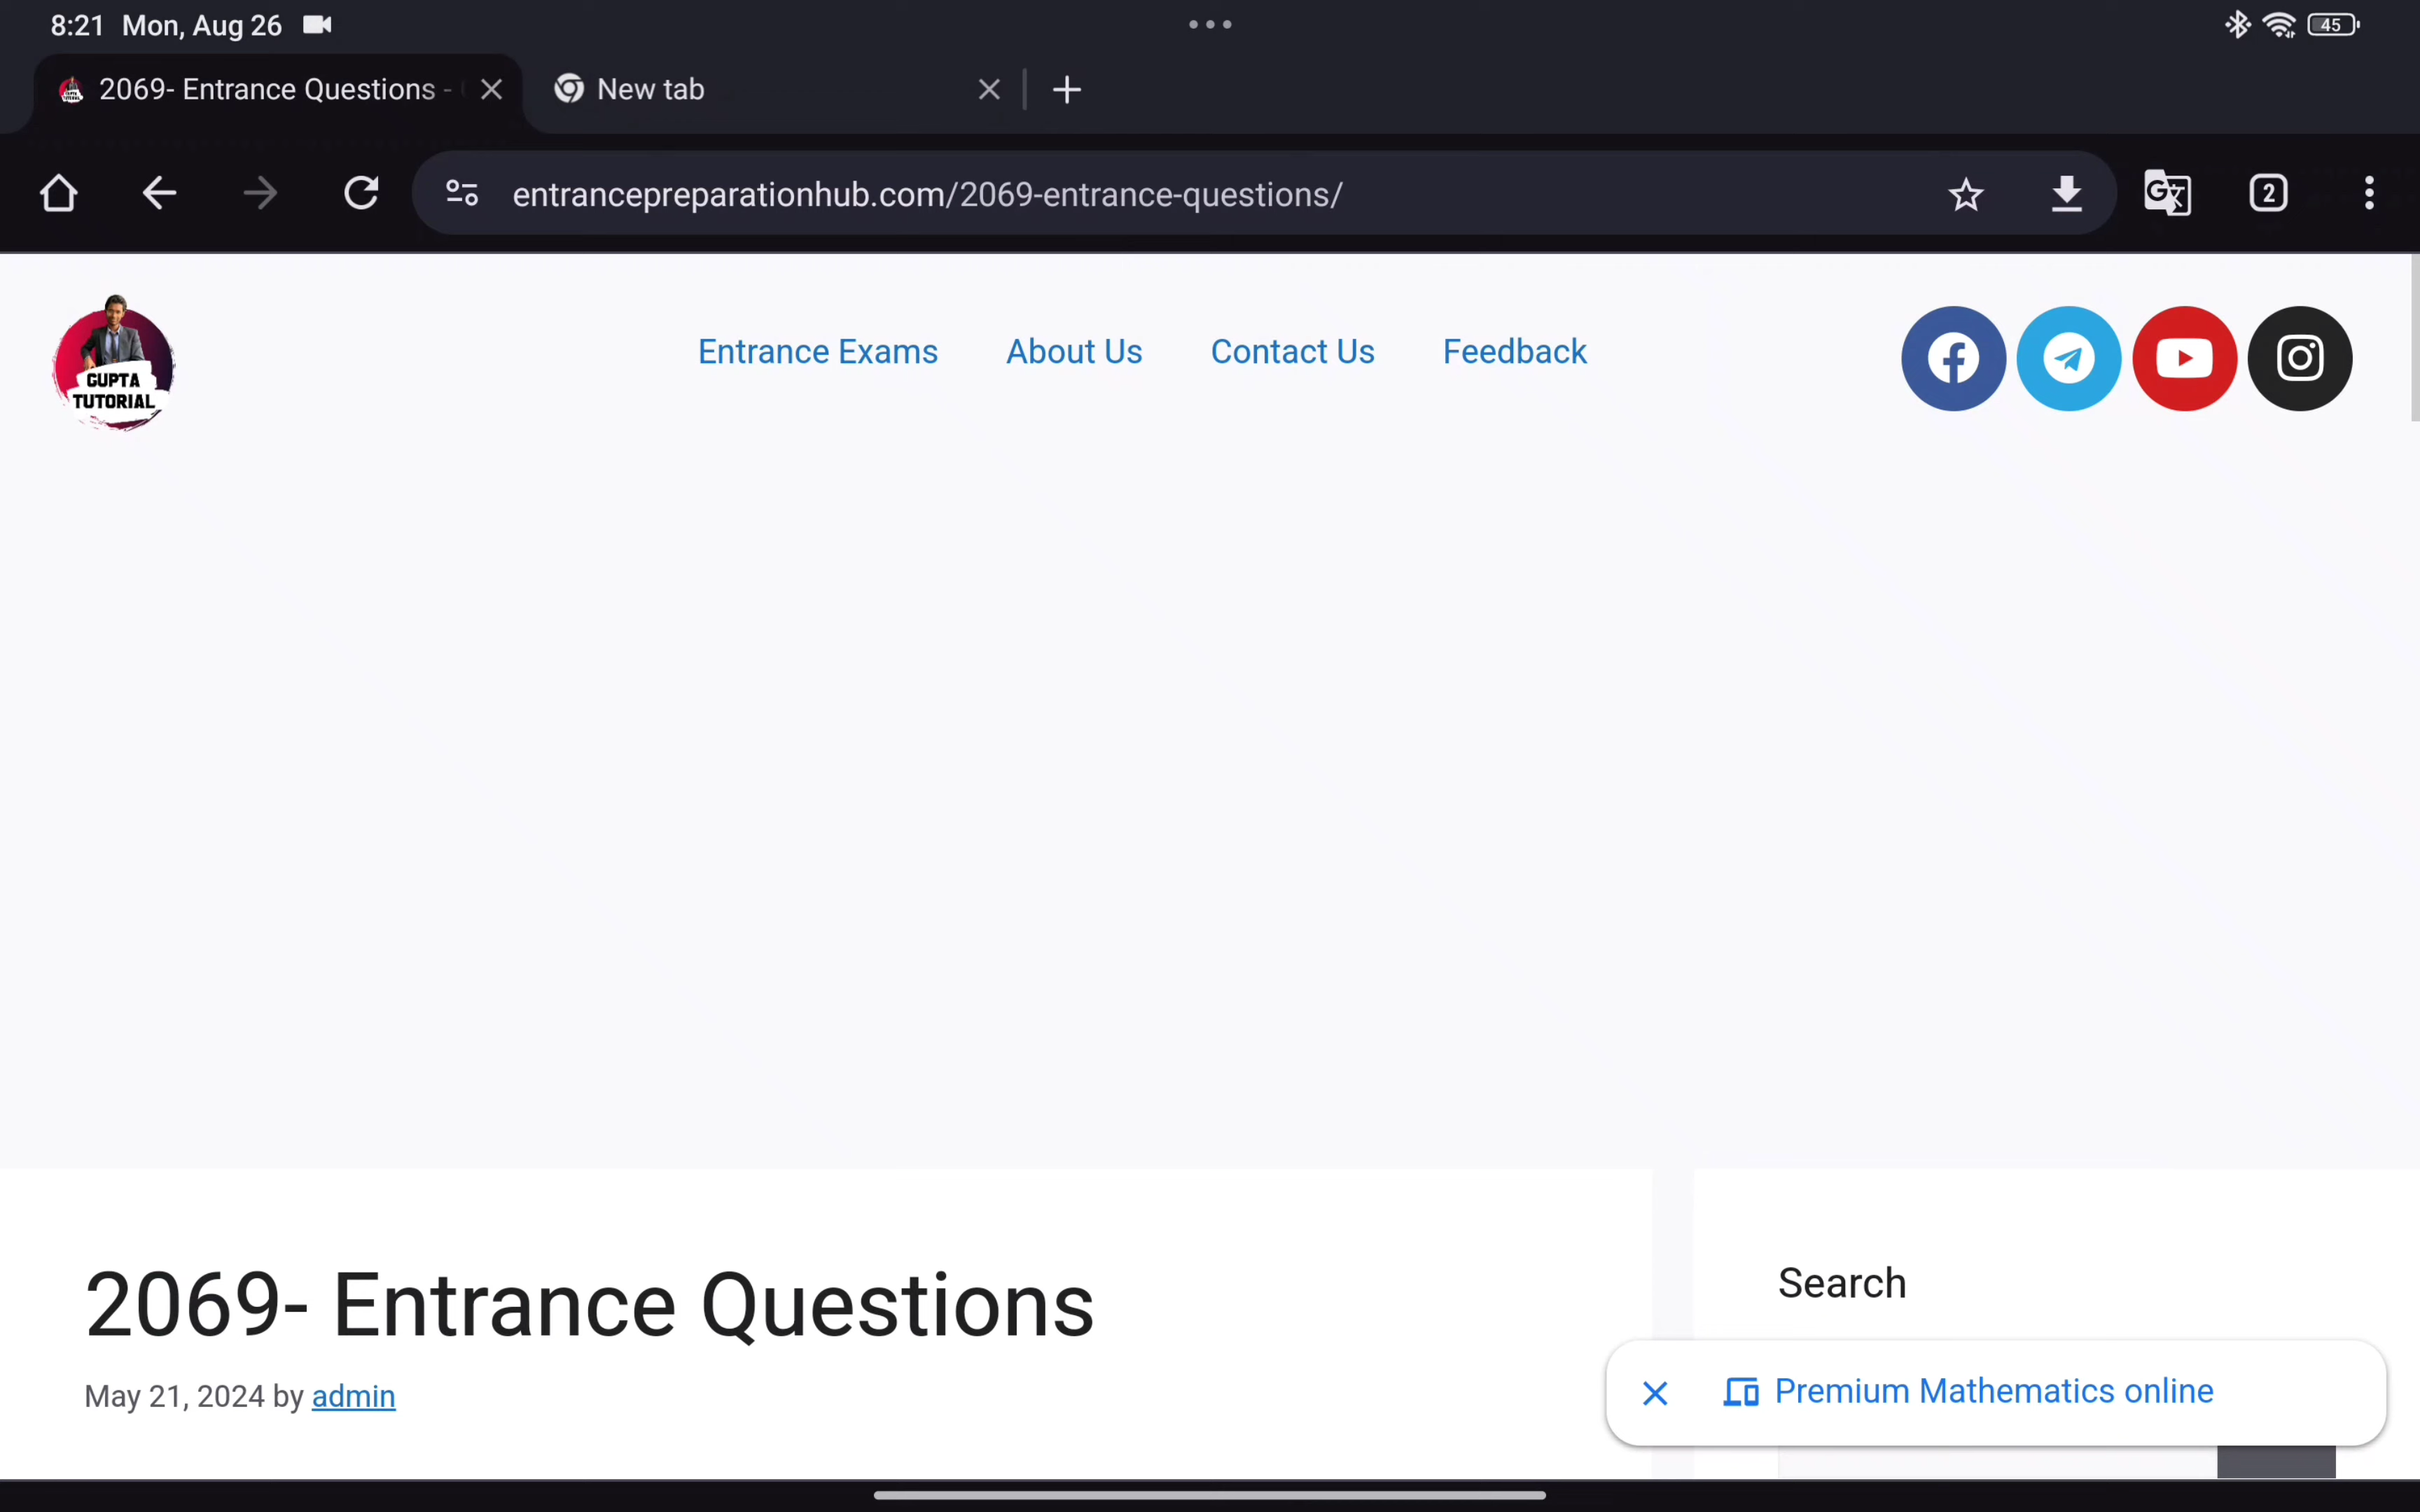 8:21 Mon, Aug 26
45
2069- Entrance Questions -
New tab
entrancepreparationhub.com/2069-entrance-questions/
2
GUPTA
TUTORIAL
Entrance Exams
About Us
Contact Us
Feedback
2069- Entrance Questions
May 21, 2024 by admin
Search
Premium Mathematics online